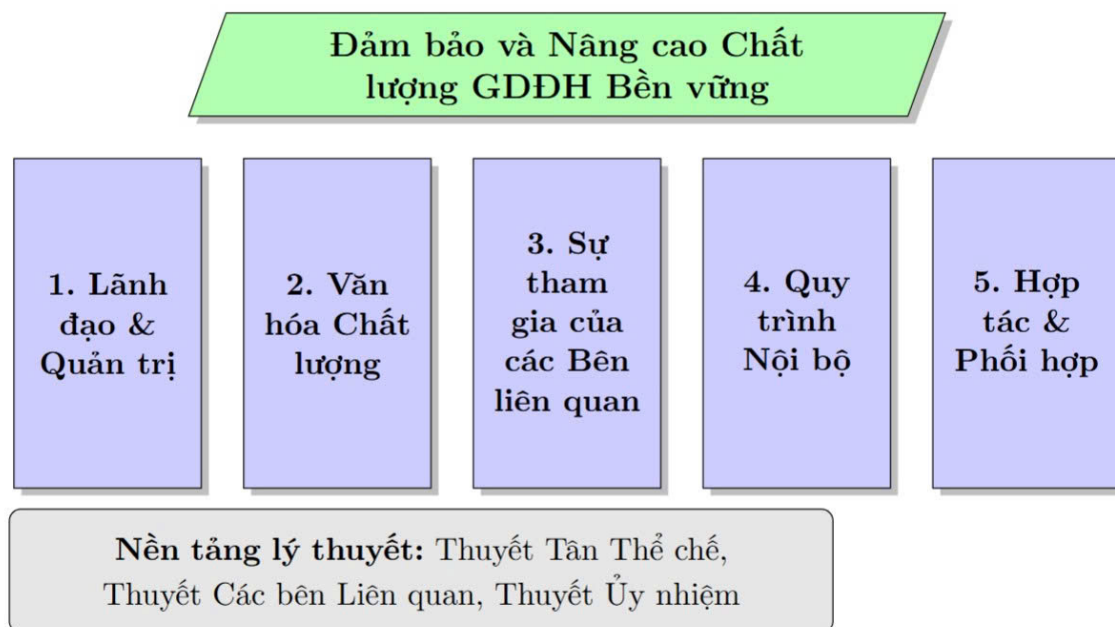 Đảm bảo và Nâng cao Chất
lượng GDĐH Bền vững
1. Lãnh
đạo &
Quản trị
2. Văn
hóa Chất
lượng
3. Sự
tham
gia của
các Bên
liên quan
4. Quy
trình
Nội bộ
5. Hợp
tác &
Phối hợp
Nền tảng lý thuyết: Thuyết Tân Thể chế,
Thuyết Các bên Liên quan, Thuyết Ủy nhiệm